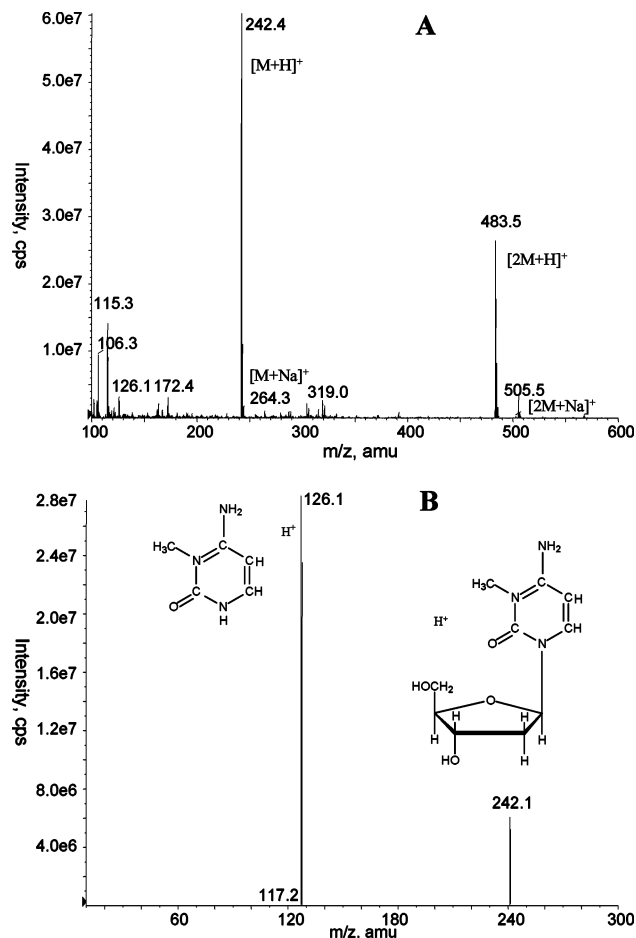 A
6.0e7
5.0e7
4.0e7
3.0e7
2.0e7
1.0e7
Intensity, cps
242.4
[M+H]+
483.5
[2M+H]+
115.3
106.3
126.1 172.4
[M+Na]+
264.3
319.0
505.5
[2M+Na]+
100 200 300 400 500 600
m/z, amu
B
2.8e7
2.4e7
2.0e7
1.6e7
1.2e7
8.0e6
4.0e6
Intensity, cps
126.1
H+
NH2
H3C
N
C
CH
C
CH
O
N
H
NH2
H3C
N
C
CH
H+
C
CH
O
N
HOCH2
O
H H
H H
HO H
242.1
117.2
60 120 180 240 300
m/z, amu